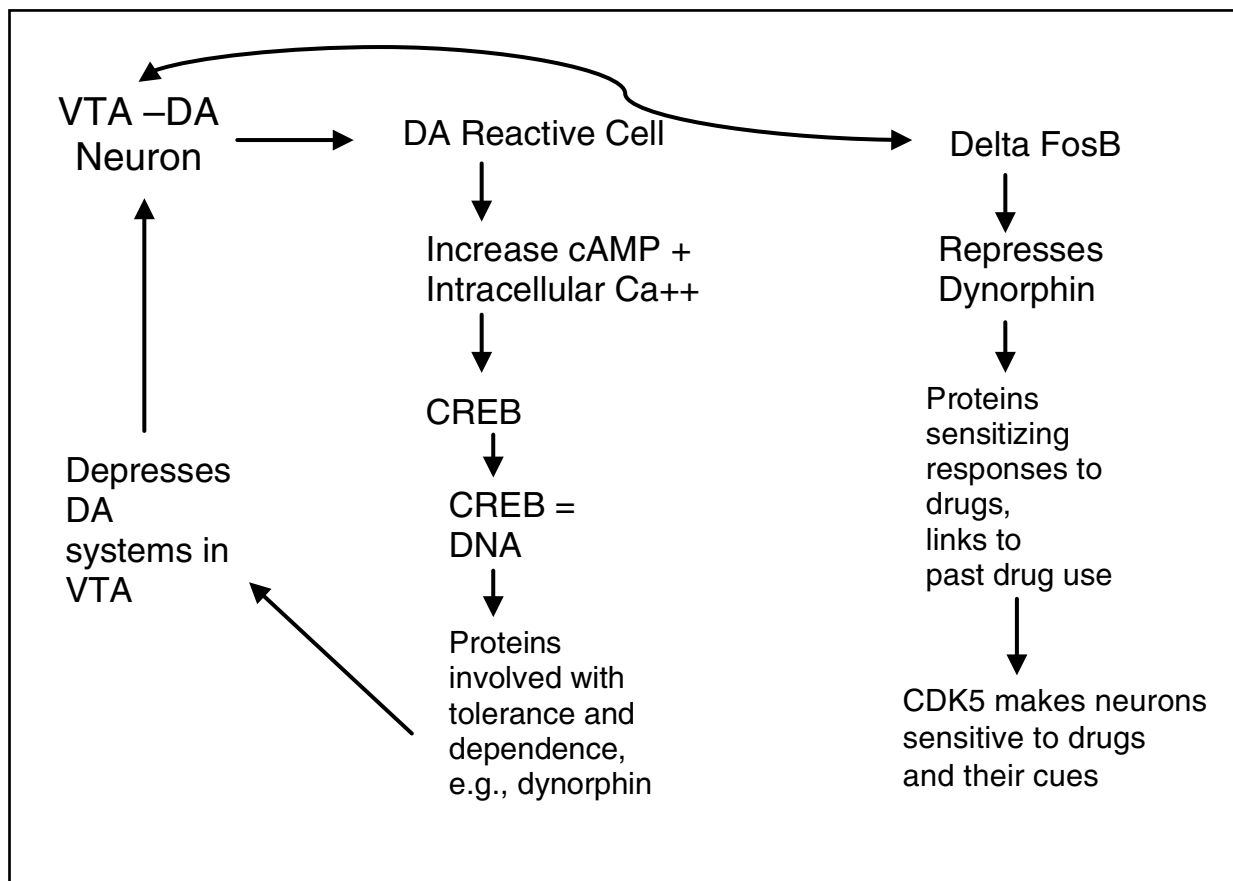 VTA –DA
Neuron
DA Reactive Cell
Increase cAMP +
Intracellular Ca++
CREB
CREB =
DNA
Proteins
involved with
tolerance and
dependence,
e.g., dynorphin
Depresses
DA
systems in
VTA
Delta FosB
Represses
Dynorphin
Proteins
sensitizing
responses to
drugs,
links to
past drug use
CDK5 makes neurons
sensitive to drugs
and their cues